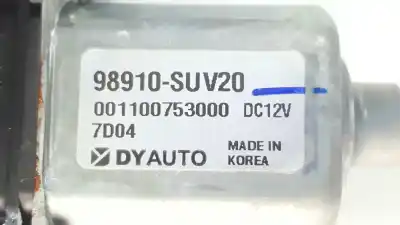 98910-SUV20
001100753000 DC12V
7D04
DYAUTO MADE IN KOREA